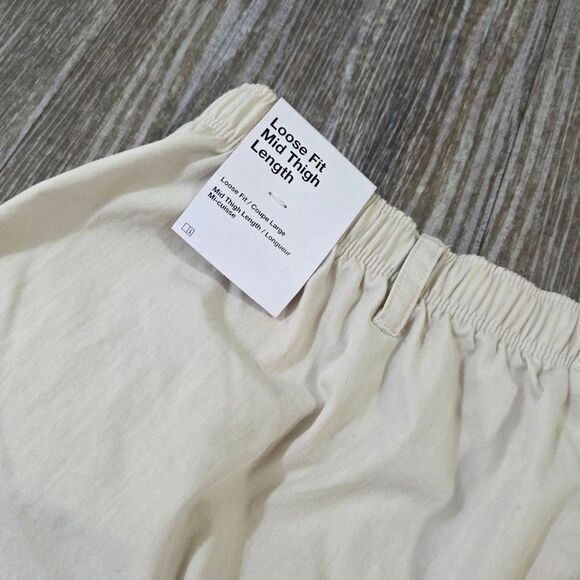 Loose Fit
Mid Thigh
Length
Loose Fit / Coupe Large
Mid Thigh Length / Longueur
Mi-cuisse